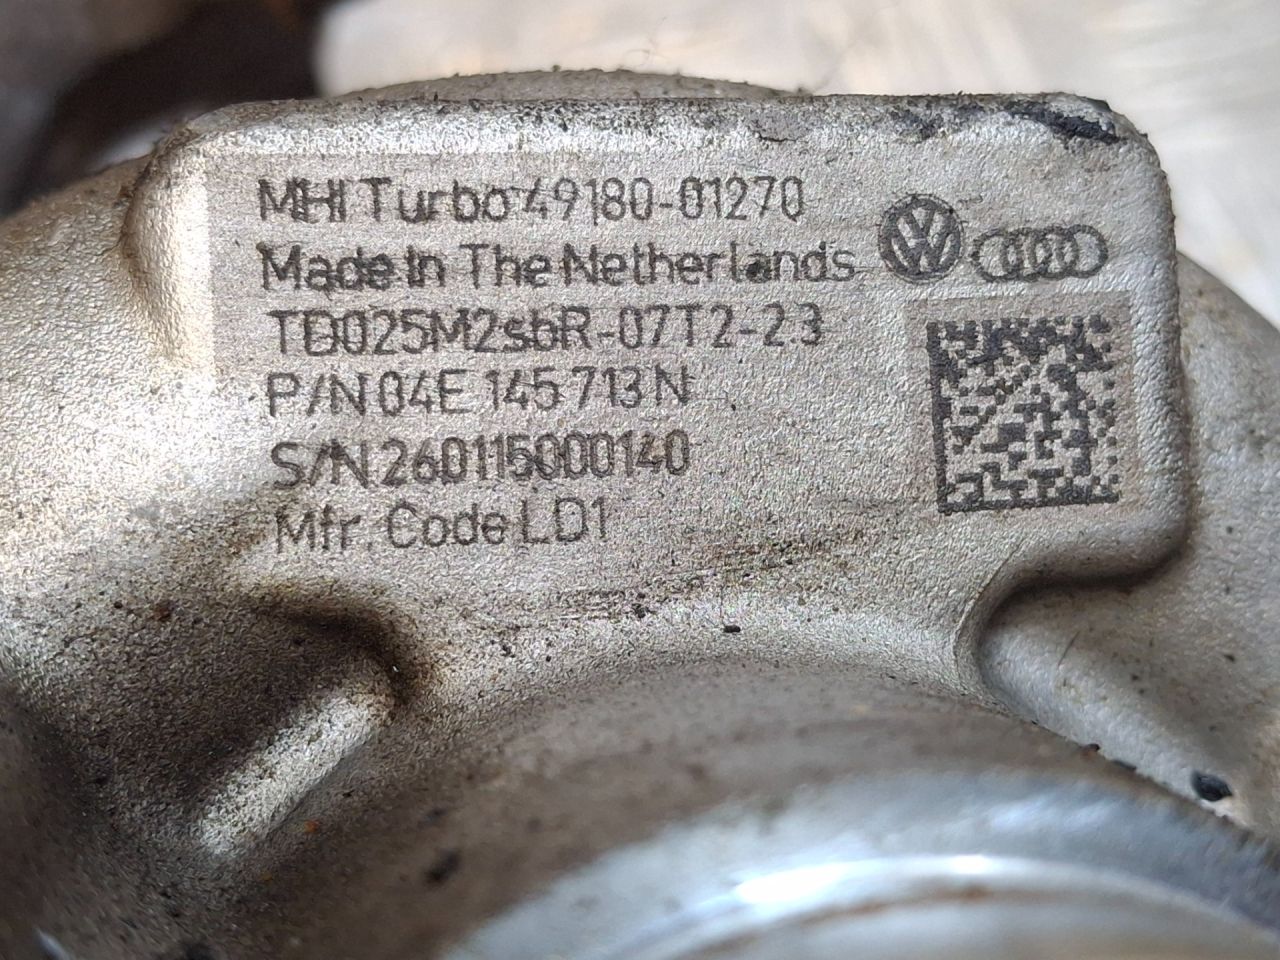 MHI Turbo 49180-01270
Made In The Netherlands
TD025M2sbR-07T2-2.3
P/N 04E 145 713 N
S/N 260115000140
Mfr. Code LD1